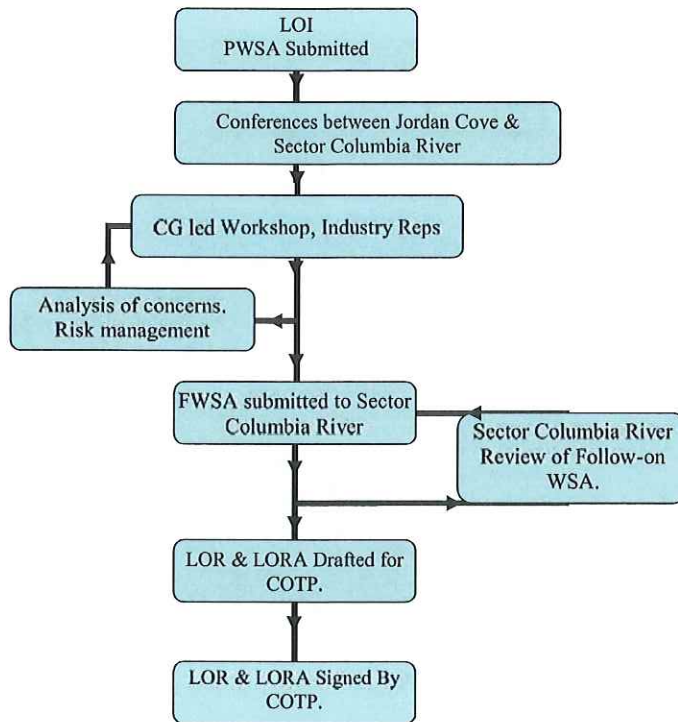 LOI
PWSA Submitted
Conferences between Jordan Cove &
Sector Columbia River
CG led Workshop, Industry Reps
Analysis of concerns.
Risk management
FWSA submitted to Sector
Columbia River
Sector Columbia River
Review of Follow-on
WSA.
LOR & LORA Drafted for
COTP.
LOR & LORA Signed By
COTP.